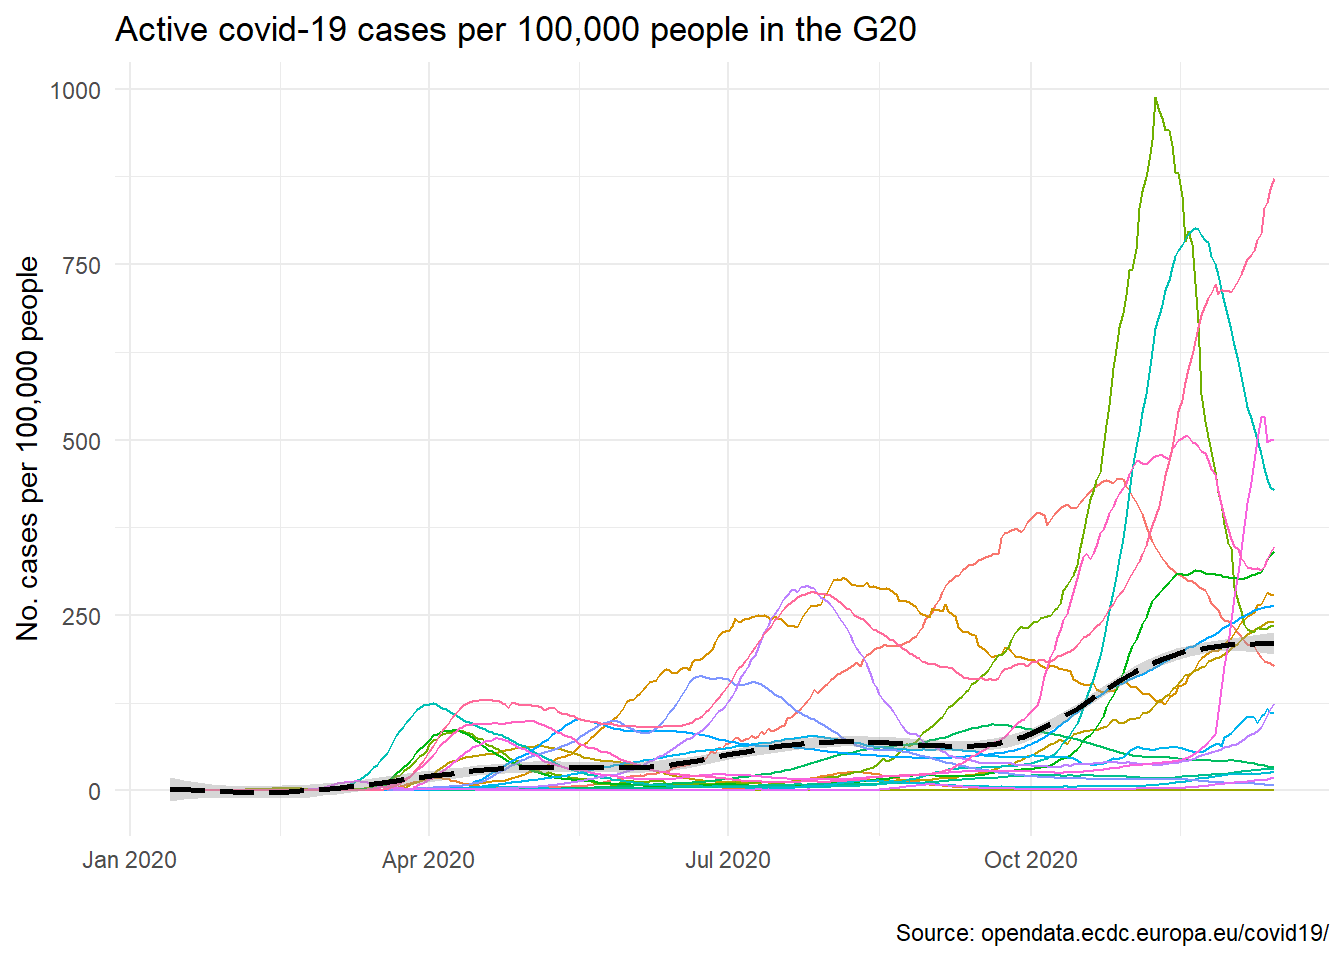 Active covid-19 cases per 100,000 people in the G20
No. cases per 100,000 people
1000
750
500
250
0
Jan 2020 Apr 2020 Jul 2020 Oct 2020
Source: opendata.ecdc.europa.eu/covid19/